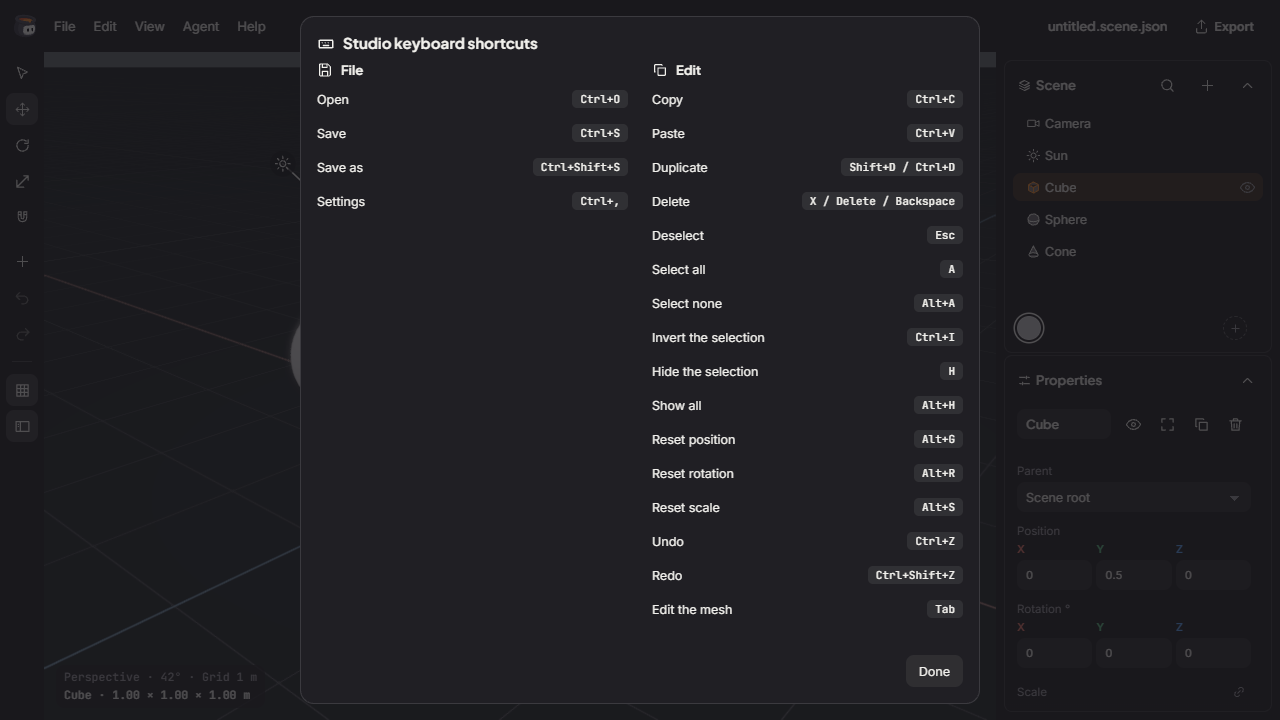 File Edit View Agent Help
untitled.scene.json Export
Studio keyboard shortcuts
File
Open Ctrl+O
Save Ctrl+S
Save as Ctrl+Shift+S
Settings Ctrl+,
Edit
Copy Ctrl+C
Paste Ctrl+V
Duplicate Shift+D / Ctrl+D
Delete X / Delete / Backspace
Deselect Esc
Select all A
Select none Alt+A
Invert the selection Ctrl+I
Hide the selection H
Show all Alt+H
Reset position Alt+G
Reset rotation Alt+R
Reset scale Alt+S
Undo Ctrl+Z
Redo Ctrl+Shift+Z
Edit the mesh Tab
Done
Scene
Camera
Sun
Cube
Sphere
Cone
Properties
Cube
Parent
Scene root
Position
X Y Z
0 0.5 0
Rotation *
X Y Z
0 0 0
Scale
Perspective · 42° · Grid 1 m
Cube · 1.00 × 1.00 × 1.00 m